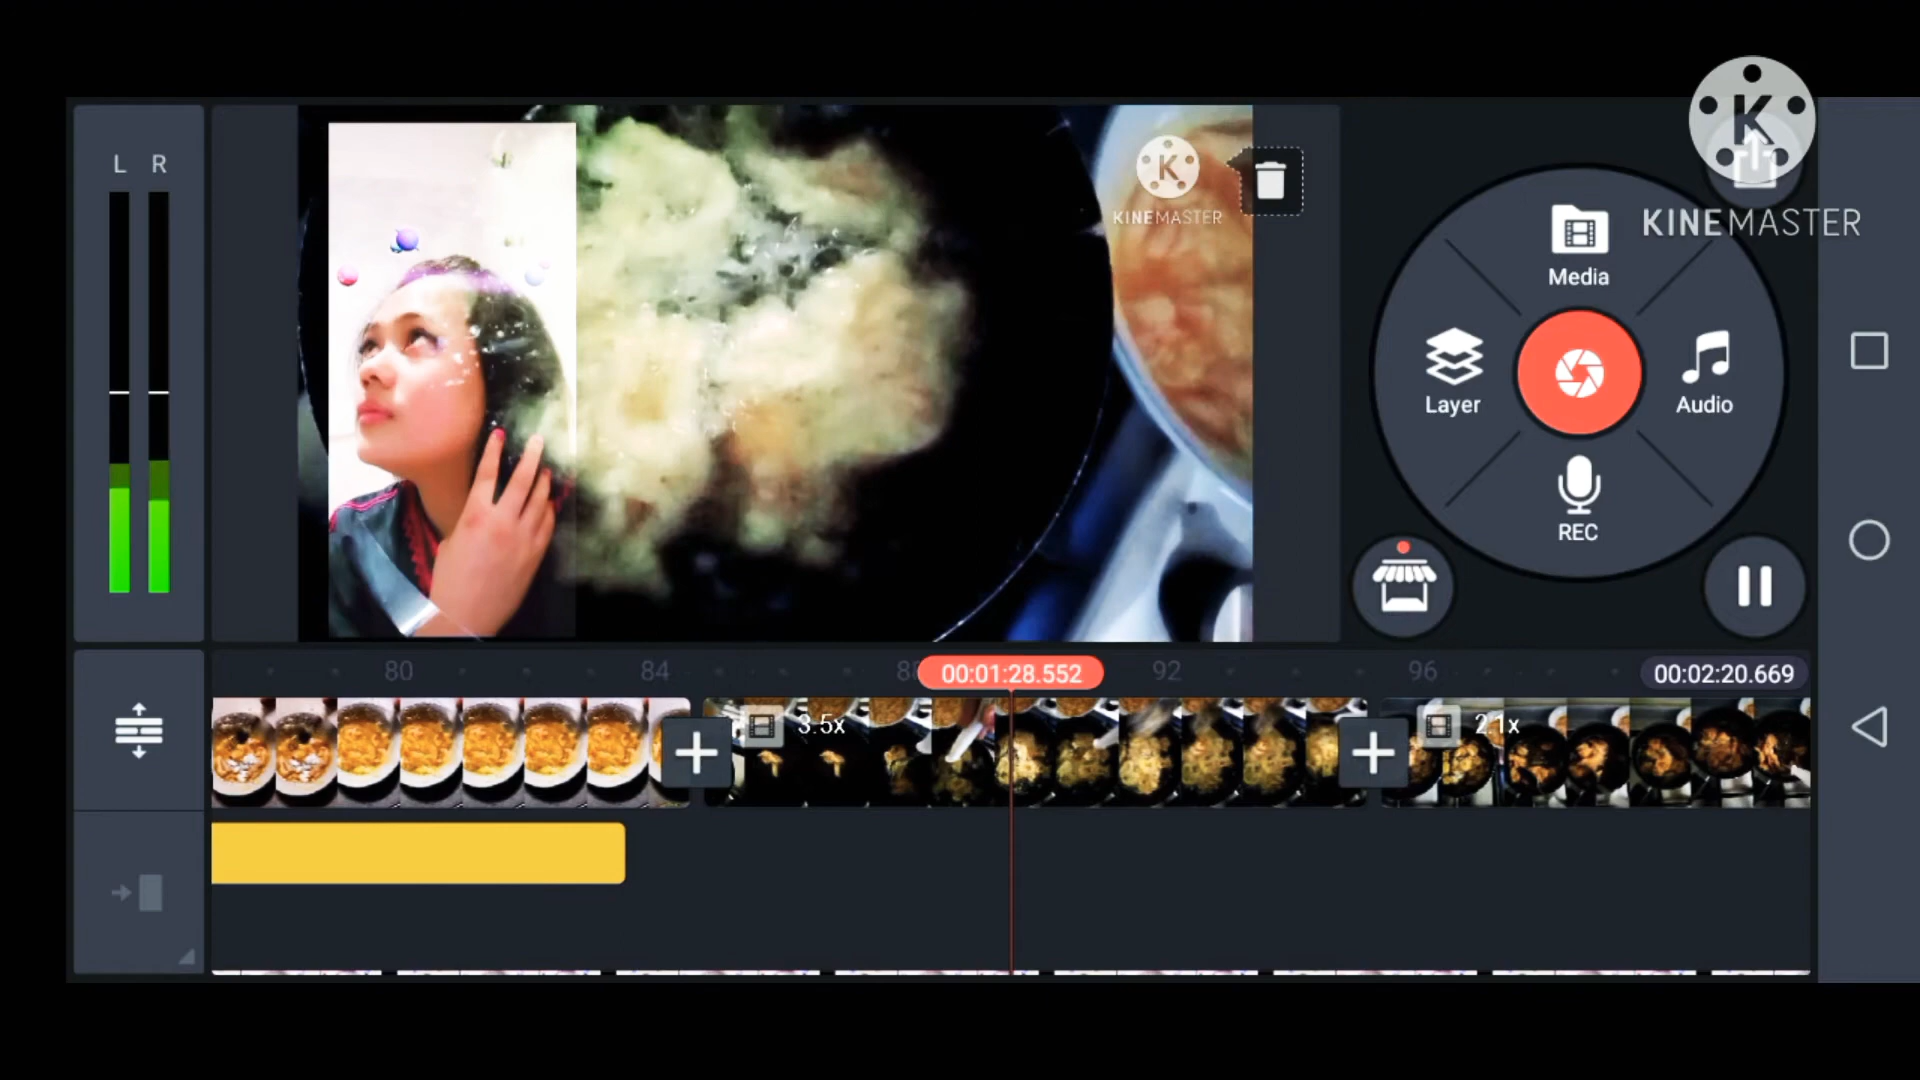 L R
KINEMASTER
KINEMASTER
Media
Layer
Audio
REC
80
84
00:01:28.552
92
96
00:02:20.669
3.5x
2.1x